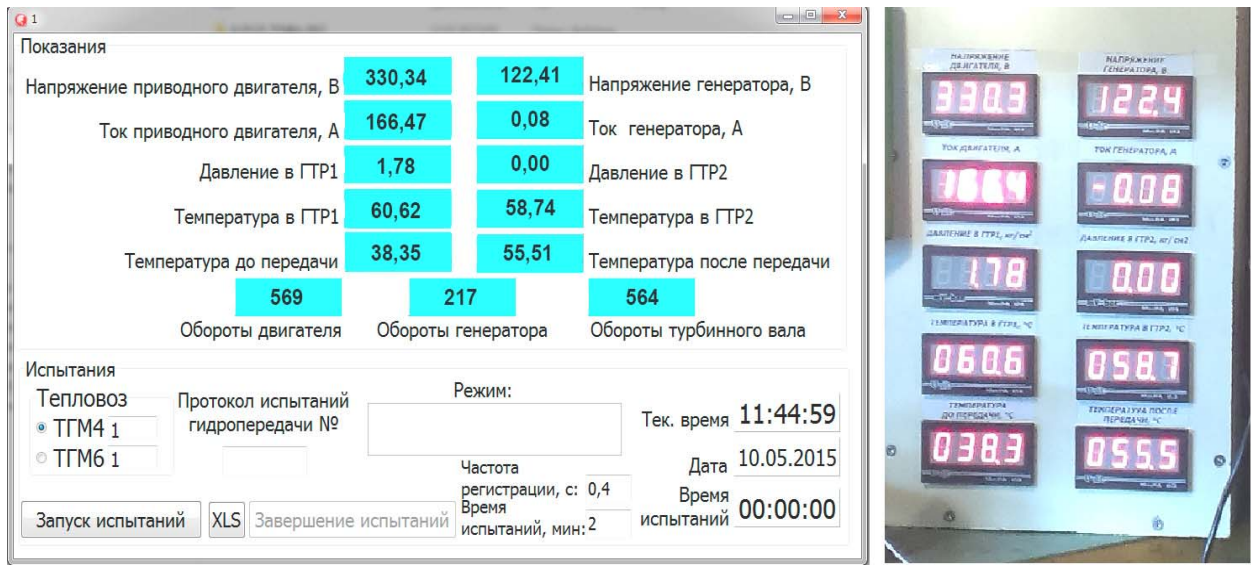 1
Показания
Напряжение приводного двигателя, В 330,34 122,41 Напряжение генератора, В
Ток приводного двигателя, А 166,47 0,08 Ток генератора, А
Давление в ГТР1 1,78 0,00 Давление в ГТР2
Температура в ГТР1 60,62 58,74 Температура в ГТР2
Температура до передачи 38,35 55,51 Температура после передачи
569 217 564
Обороты двигателя Обороты генератора Обороты турбинного вала
Испытания
Тепловоз
ТГМ4 1
ТГМ6 1
Протокол испытаний
гидропередачи №
Режим:
Частота
регистрации, с: 0,4
Время
испытаний, мин: 2
Тек. время 11:44:59
Дата 10.05.2015
Время
испытаний 00:00:00
Запуск испытаний XLS Завершение испытаний
НАПРЯЖЕНИЕ
ДВИГАТЕЛЯ, В
330.3
НАПРЯЖЕНИЕ
ГЕНЕРАТОРА, В
122.4
ТОК ДВИГАТЕЛЯ, А
166.4
ТОК ГЕНЕРАТОРА, А
-0.08
ДАВЛЕНИЕ В ГТР1, кг/см²
1.78
ДАВЛЕНИЕ В ГТР2, кг/см2
0.00
ТЕМПЕРАТУРА В ГТР1, °С
060.6
ТЕМПЕРАТУРА В ГТР2, °С
058.7
ТЕМПЕРАТУРА
ДО ПЕРЕДАЧИ, °С
038.3
ТЕМПЕРАТУРА ПОСЛЕ
ПЕРЕДАЧИ, °С
055.5